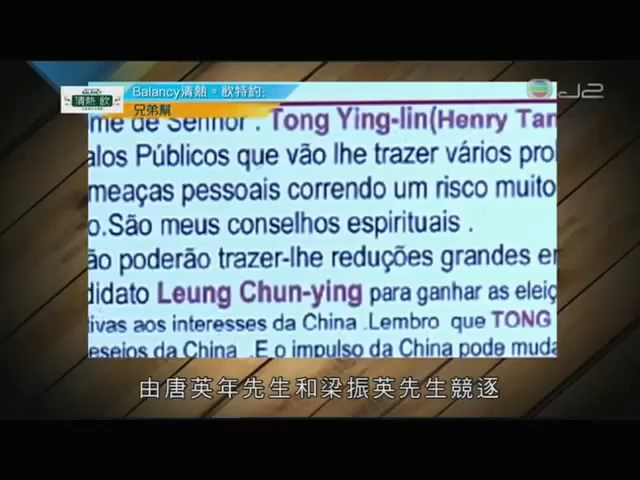 BALANCY
清熱 飲
Balancy清熱。飲特約:
兄弟幫
J2
me de Senhor . Tong Ying-lin(Henry Tan
alos Públicos que vão lhe trazer vários pro
meaças pessoais correndo um risco muito
o.São meus conselhos espirituais .
ão poderão trazer-lhe reduções grandes em
didato Leung Chun-ying para ganhar as eleiç
tivas aos interesses da China .Lembro que TONG
esejos da China .E o impulso da China pode muda
由唐英年先生和梁振英先生競逐